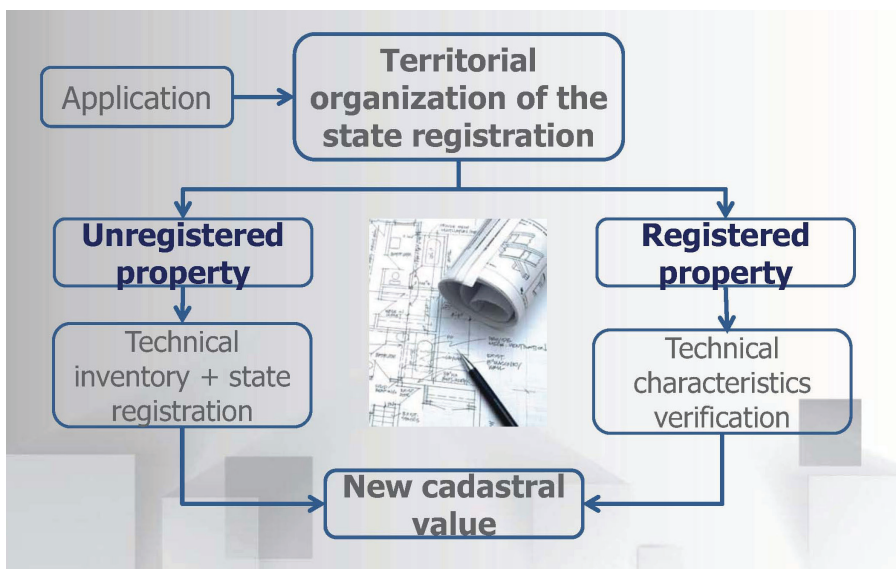 Territorial
Application
organization of the
state registration
Unregistered
property
Registered
property
Technical
inventory + state
registration
Technical
characteristics
verification
New cadastral
value